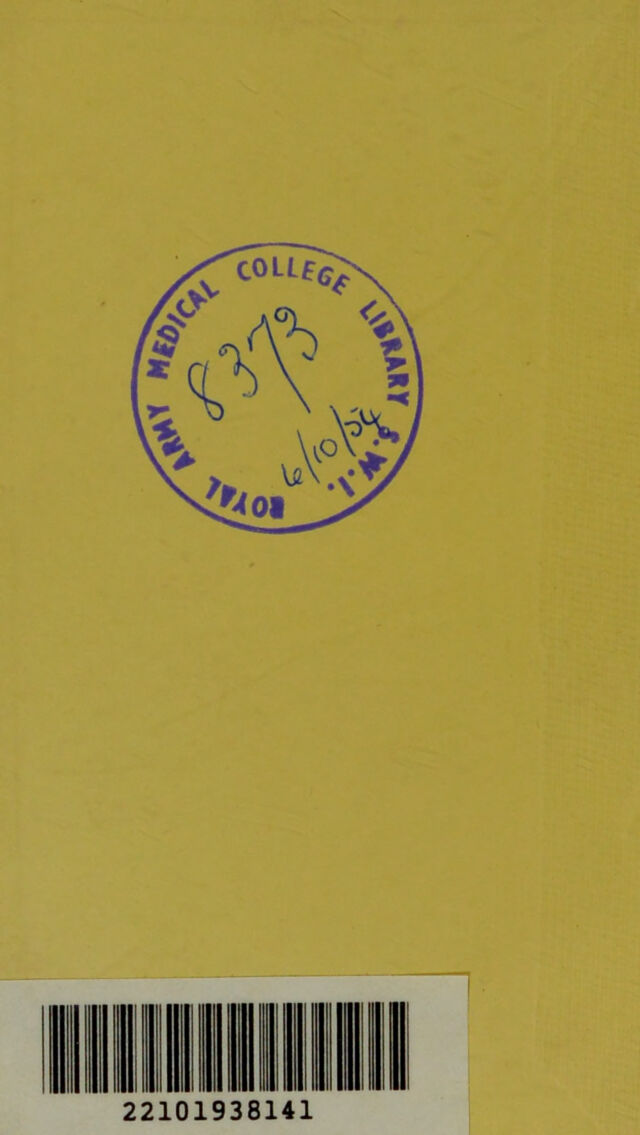 ROYAL ARMY MEDICAL COLLEGE LIBRARY S.W.1.
8373
6/10/54
22101938141